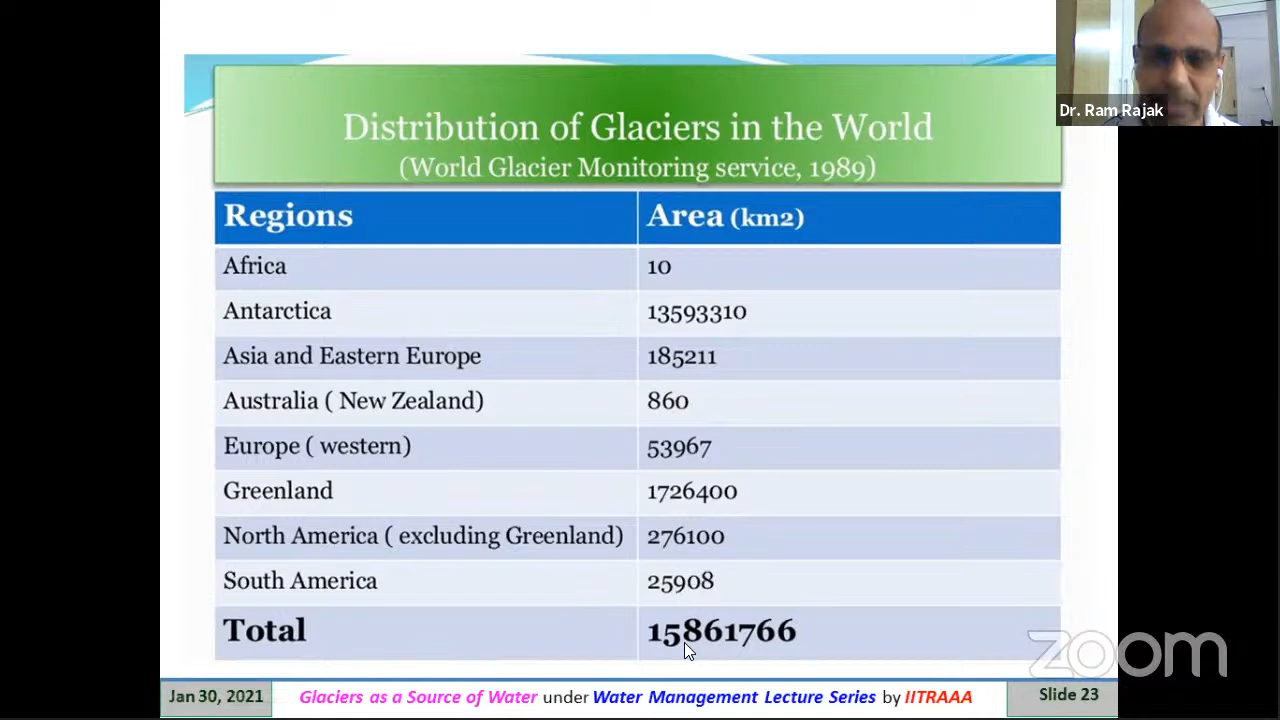 Dr. Ram Rajak
Distribution of Glaciers in the World
(World Glacier Monitoring service, 1989)
Regions Area (km2)
Africa 10
Antarctica 13593310
Asia and Eastern Europe 185211
Australia ( New Zealand) 860
Europe ( western) 53967
Greenland 1726400
North America ( excluding Greenland) 276100
South America 25908
Total 15861766
zoom
Jan 30, 2021 Glaciers as a Source of Water under Water Management Lecture Series by IITRAAA Slide 23